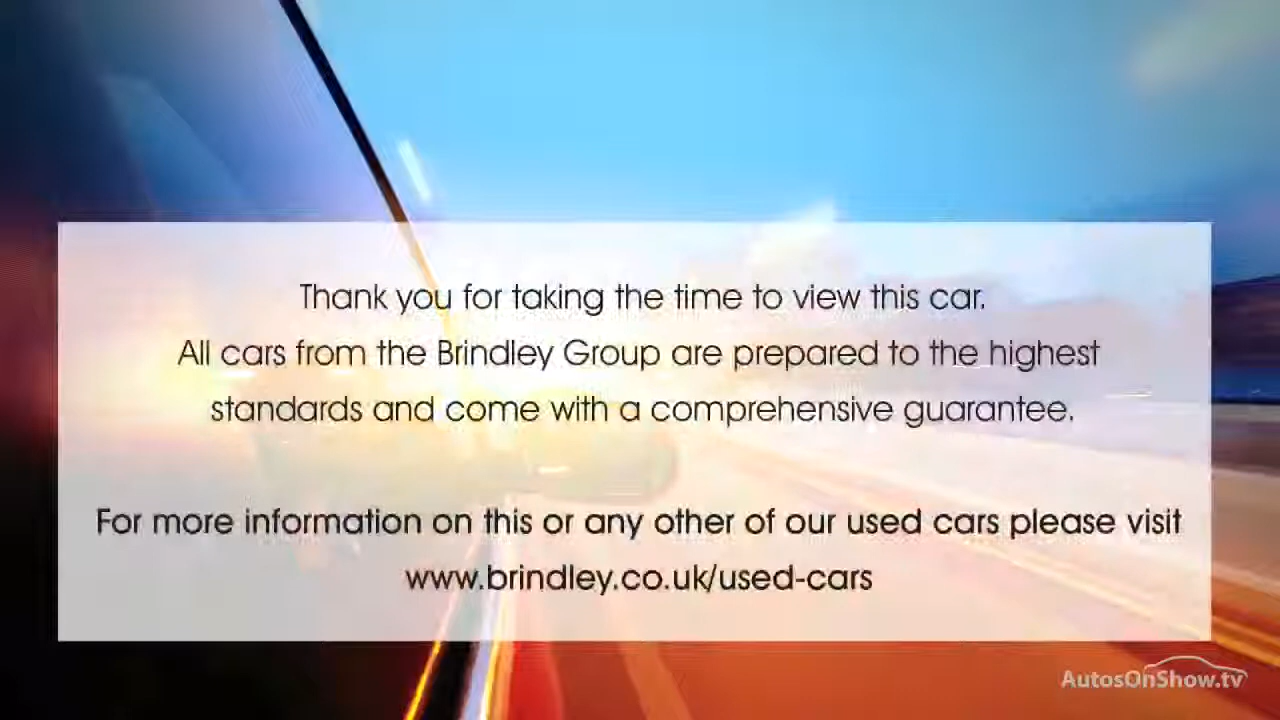 Thank you for taking the time to view this car.
All cars from the Brindley Group are prepared to the highest
standards and come with a comprehensive guarantee.
For more information on this or any other of our used cars please visit
www.brindley.co.uk/used-cars
AutosOnShow.tv